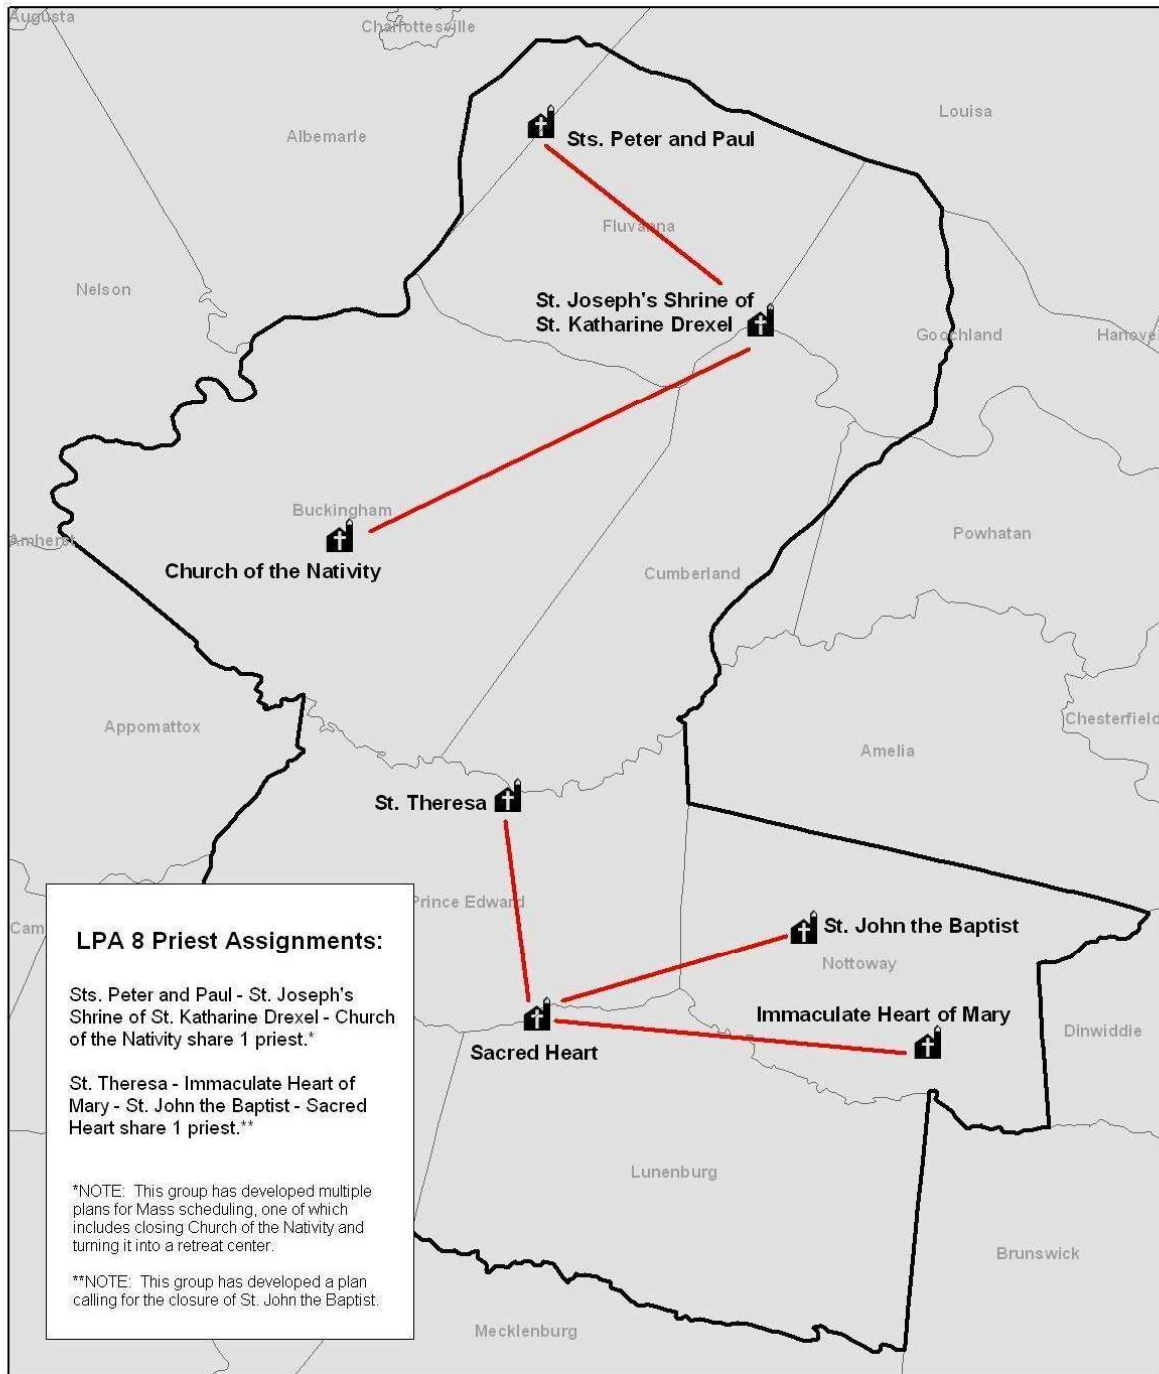 Augusta
Charlottesville
Louisa
Albemarle
Sts. Peter and Paul
Fluvanna
Nelson
St. Joseph's Shrine of
St. Katharine Drexel
Goochland
Hanover
Buckingham
Amherst
Powhatan
Church of the Nativity
Cumberland
Appomattox
Chesterfield
Amelia
St. Theresa
Prince Edward
Cam
St. John the Baptist
Nottoway
Immaculate Heart of Mary
Dinwiddie
Sacred Heart
Lunenburg
Brunswick
Mecklenburg
LPA 8 Priest Assignments:
Sts. Peter and Paul - St. Joseph's
Shrine of St. Katharine Drexel - Church
of the Nativity share 1 priest.*
St. Theresa - Immaculate Heart of
Mary - St. John the Baptist - Sacred
Heart share 1 priest.**
*NOTE:  This group has developed multiple
plans for Mass scheduling, one of which
includes closing Church of the Nativity and
turning it into a retreat center.
**NOTE:  This group has developed a plan
calling for the closure of St. John the Baptist.